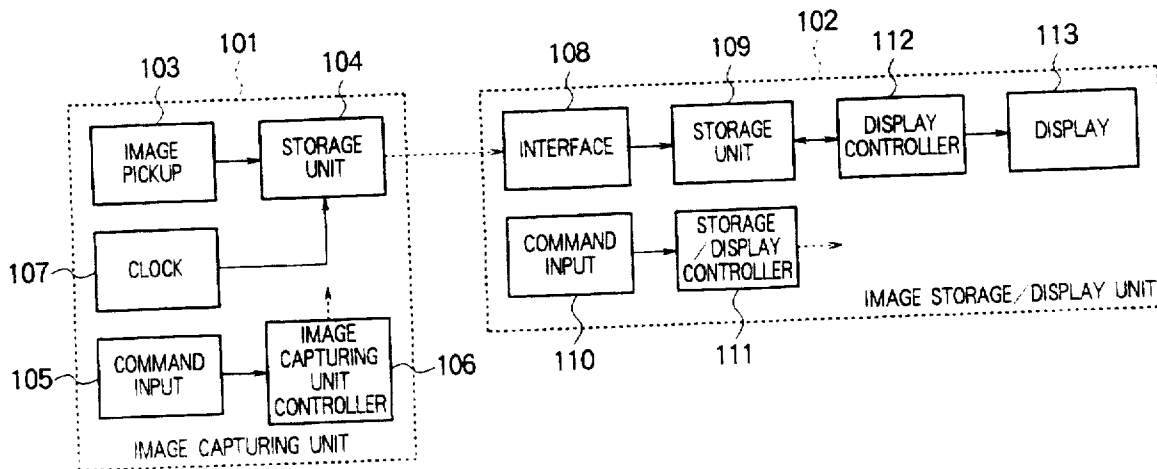 101
103
104
IMAGE
PICKUP
STORAGE
UNIT
107
CLOCK
105
COMMAND
INPUT
IMAGE
CAPTURING
UNIT
CONTROLLER
106
IMAGE CAPTURING UNIT
102
108
109
112
113
INTERFACE
STORAGE
UNIT
DISPLAY
CONTROLLER
DISPLAY
COMMAND
INPUT
STORAGE
/DISPLAY
CONTROLLER
110
111
IMAGE STORAGE/DISPLAY UNIT